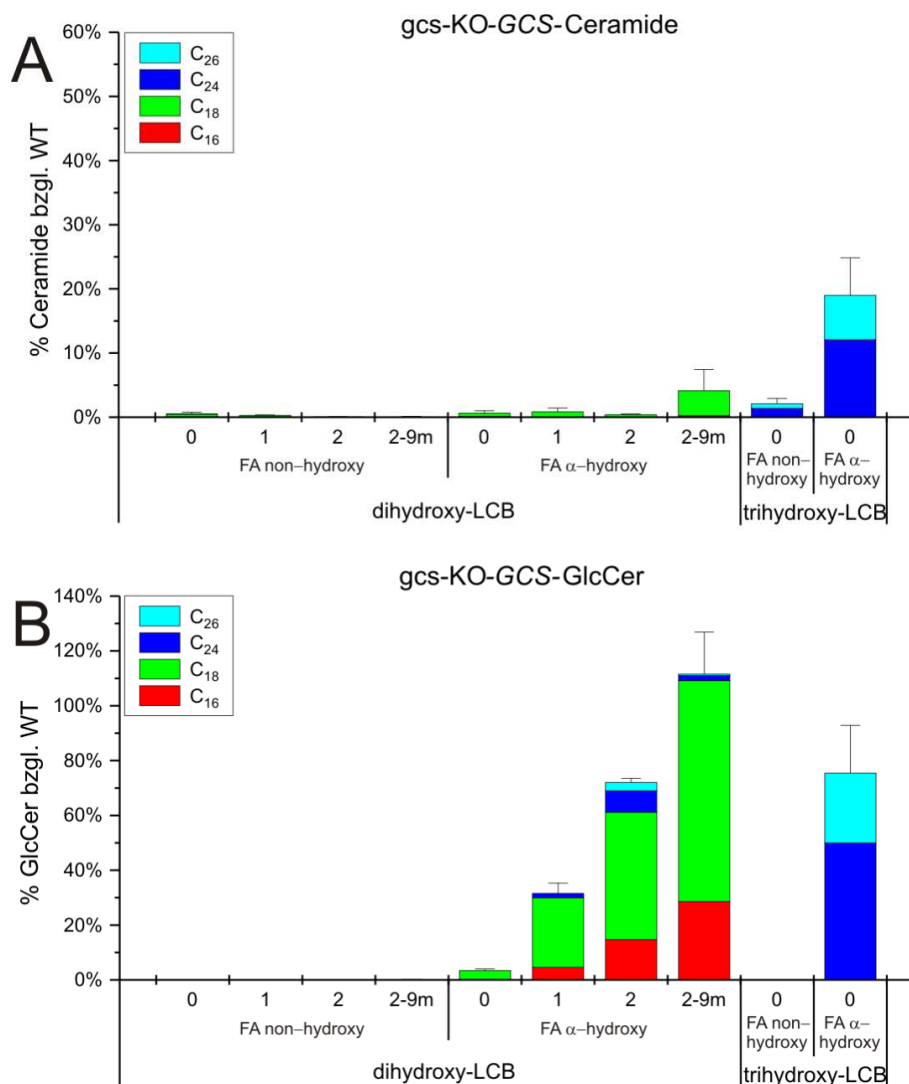 gcs-KO-GCS-Ceramide
A
60%
50%
40%
30%
20%
10%
0%
% Ceramide bzgl. WT
C26
C24
C18
C16
0 1 2 2-9m 0 1 2 2-9m 0 0
FA non–hydroxy FA α–hydroxy FA non–hydroxy FA α–hydroxy
dihydroxy-LCB trihydroxy-LCB
gcs-KO-GCS-GlcCer
B
140%
120%
100%
80%
60%
40%
20%
0%
% GlcCer bzgl. WT
C26
C24
C18
C16
0 1 2 2-9m 0 1 2 2-9m 0 0
FA non–hydroxy FA α–hydroxy FA non–hydroxy FA α–hydroxy
dihydroxy-LCB trihydroxy-LCB